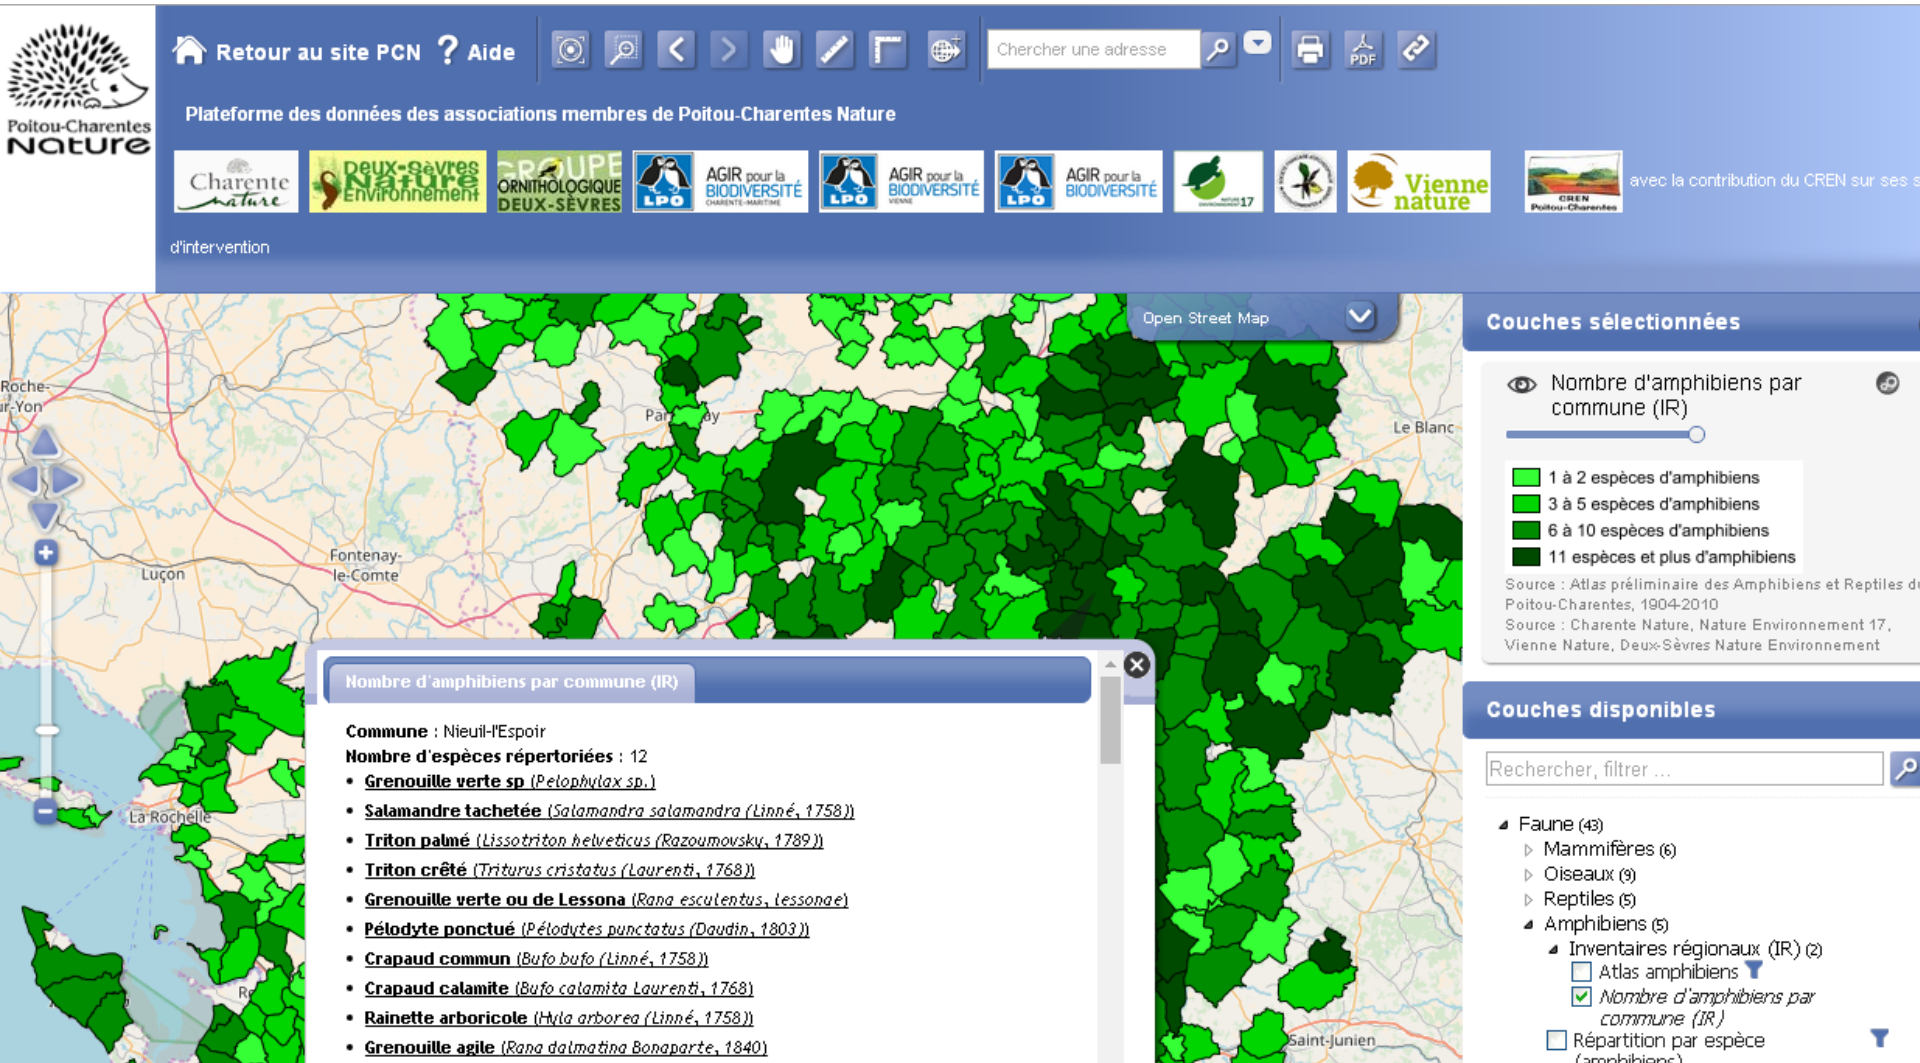 Poitou-Charentes
Nature
Retour au site PCN
? Aide
Chercher une adresse
PDF
Plateforme des données des associations membres de Poitou-Charentes Nature
Charente
nature
Deux-Sèvres
Nature
Environnement
GROUPE
ORNITHOLOGIQUE
DEUX-SÈVRES
LPO
AGIR pour la
BIODIVERSITÉ
CHARENTE-MARITIME
LPO
AGIR pour la
BIODIVERSITÉ
VIENNE
LPO
AGIR pour la
BIODIVERSITÉ
Vienne
nature
CREN
Poitou-Charentes
avec la contribution du CREN sur ses s
d'intervention
Open Street Map
Roche-
ur-Yon
Par ay
Le Blanc
Fontenay-
le-Comte
Luçon
La Rochelle
Saint-Junien
Nombre d'amphibiens par commune (IR)
Commune : Nieuil-l'Espoir
Nombre d'espèces répertoriées : 12
• Grenouille verte sp (Pelophylax sp.)
• Salamandre tachetée (Salamandra salamandra (Linné, 1758))
• Triton palmé (Lissotriton helveticus (Razoumovsky, 1789))
• Triton crêté (Triturus cristatus (Laurenti, 1768))
• Grenouille verte ou de Lessona (Rana esculentus, lessonae)
• Pélodyte ponctué (Pélodytes punctatus (Daudin, 1803))
• Crapaud commun (Bufo bufo (Linné, 1758))
• Crapaud calamite (Bufo calamita Laurenti, 1768)
• Rainette arboricole (Hyla arborea (Linné, 1758))
• Grenouille agile (Rana dalmatina Bonaparte, 1840)
Couches sélectionnées
Nombre d'amphibiens par
commune (IR)
1 à 2 espèces d'amphibiens
3 à 5 espèces d'amphibiens
6 à 10 espèces d'amphibiens
11 espèces et plus d'amphibiens
Source : Atlas préliminaire des Amphibiens et Reptiles du
Poitou-Charentes, 1904-2010
Source : Charente Nature, Nature Environnement 17,
Vienne Nature, Deux-Sèvres Nature Environnement
Couches disponibles
Rechercher, filtrer ...
Faune (43)
Mammifères (6)
Oiseaux (9)
Reptiles (5)
Amphibiens (5)
Inventaires régionaux (IR) (2)
Atlas amphibiens
Nombre d'amphibiens par
commune (IR)
Répartition par espèce
(amphibiens)